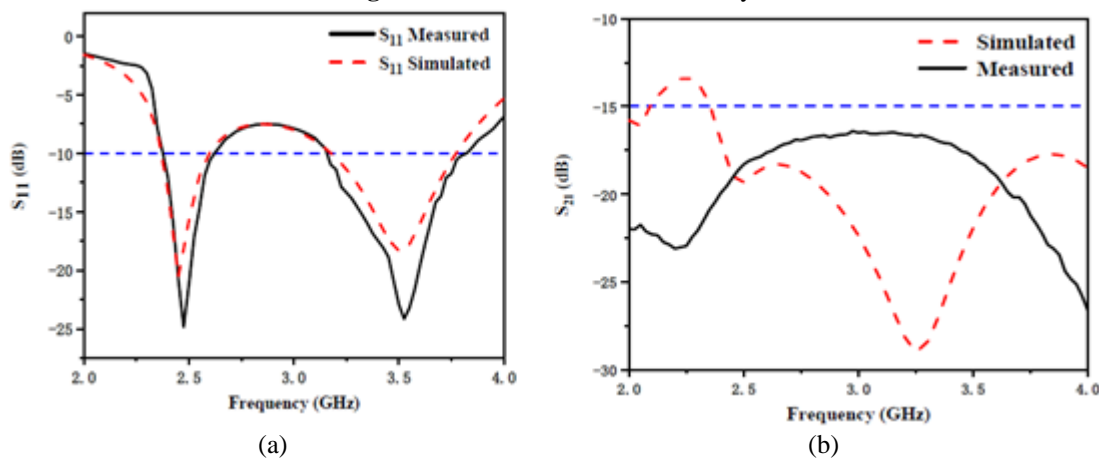 S₁₁ Measured
S₁₁ Simulated
0
-5
-10
-15
-20
-25
S₁₁ (dB)
2.0 2.5 3.0 3.5 4.0
Frequency (GHz)
(a)
Simulated
Measured
-10
-15
-20
-25
-30
S₂₁ (dB)
2.0 2.5 3.0 3.5 4.0
Frequency (GHz)
(b)